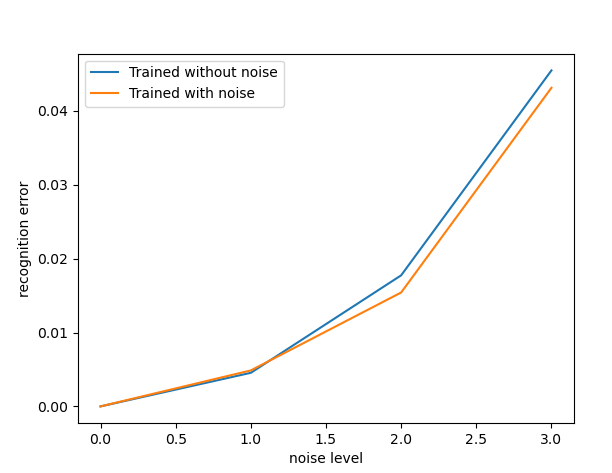 Trained without noise
Trained with noise
0.04
0.03
0.02
0.01
0.00
recognition error
0.0 0.5 1.0 1.5 2.0 2.5 3.0
noise level